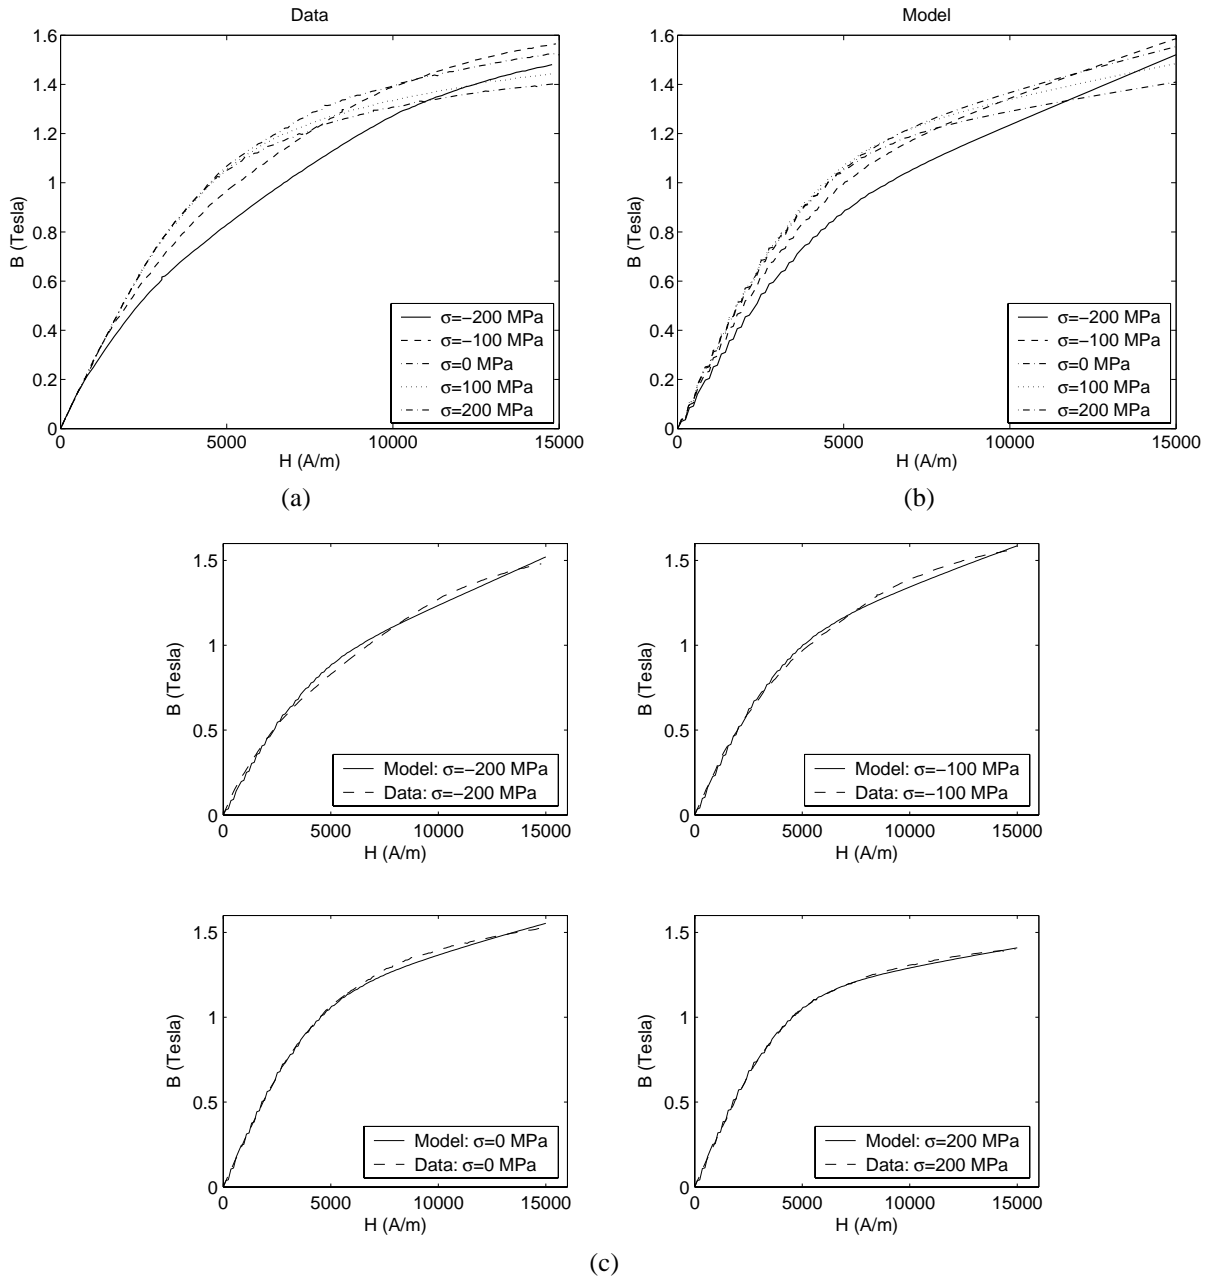 Data
1.6
1.4
1.2
1
0.8
0.6
0.4
0.2
0
B (Tesla)
σ=−200 MPa
σ=−100 MPa
σ=0 MPa
σ=100 MPa
σ=200 MPa
0 5000 10000 15000
H (A/m)
(a)
Model
1.6
1.4
1.2
1
0.8
0.6
0.4
0.2
0
B (Tesla)
σ=−200 MPa
σ=−100 MPa
σ=0 MPa
σ=100 MPa
σ=200 MPa
0 5000 10000 15000
H (A/m)
(b)
1.5
1
0.5
0
B (Tesla)
Model: σ=−200 MPa
Data: σ=−200 MPa
0 5000 10000 15000
H (A/m)
1.5
1
0.5
0
B (Tesla)
Model: σ=−100 MPa
Data: σ=−100 MPa
0 5000 10000 15000
H (A/m)
1.5
1
0.5
0
B (Tesla)
Model: σ=0 MPa
Data: σ=0 MPa
0 5000 10000 15000
H (A/m)
1.5
1
0.5
0
B (Tesla)
Model: σ=200 MPa
Data: σ=200 MPa
0 5000 10000 15000
H (A/m)
(c)